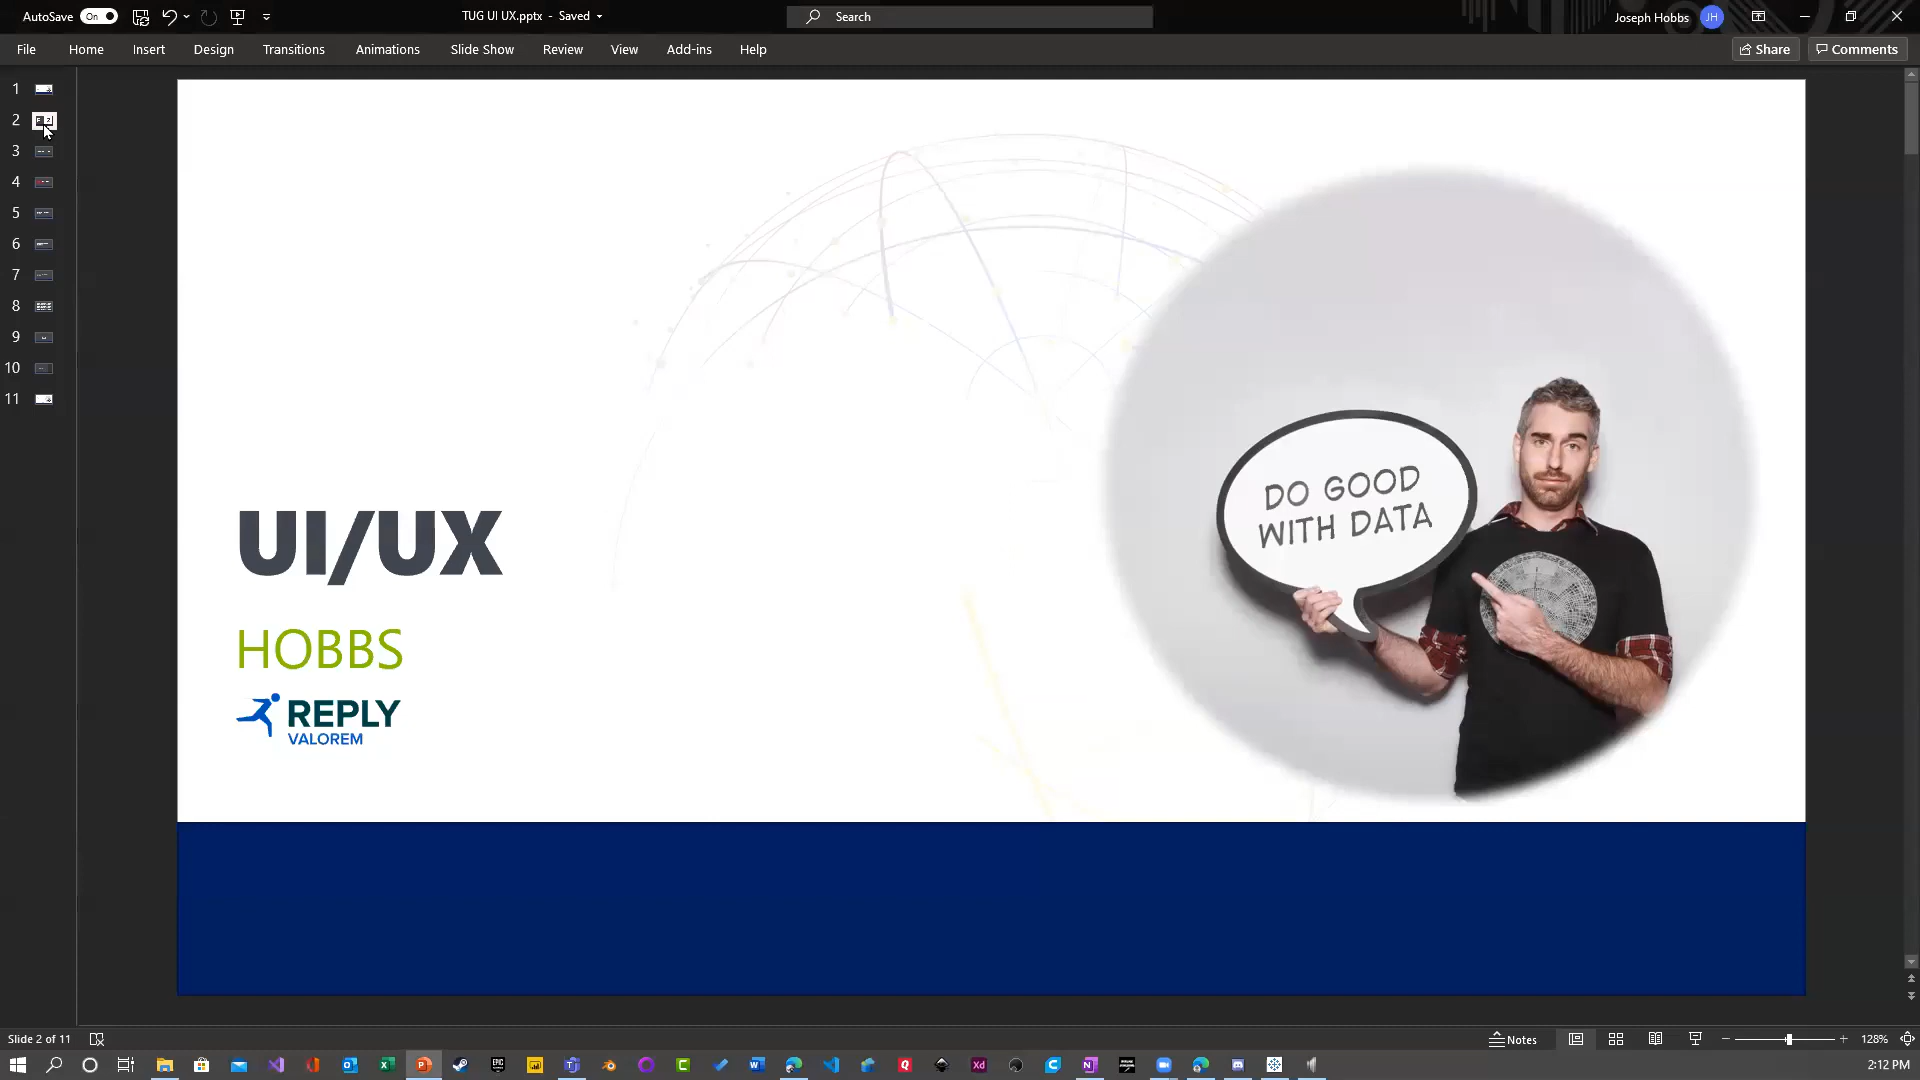 AutoSave On TUG UI UX.pptx - Saved Search Joseph Hobbs JH
File Home Insert Design Transitions Animations Slide Show Review View Add-ins Help Share Comments
1
2
3
4
5
6
7
8
9
10
11
DO GOOD
WITH DATA
UI/UX
HOBBS
REPLY
VALOREM
Slide 2 of 11 Notes 128%
2:12 PM